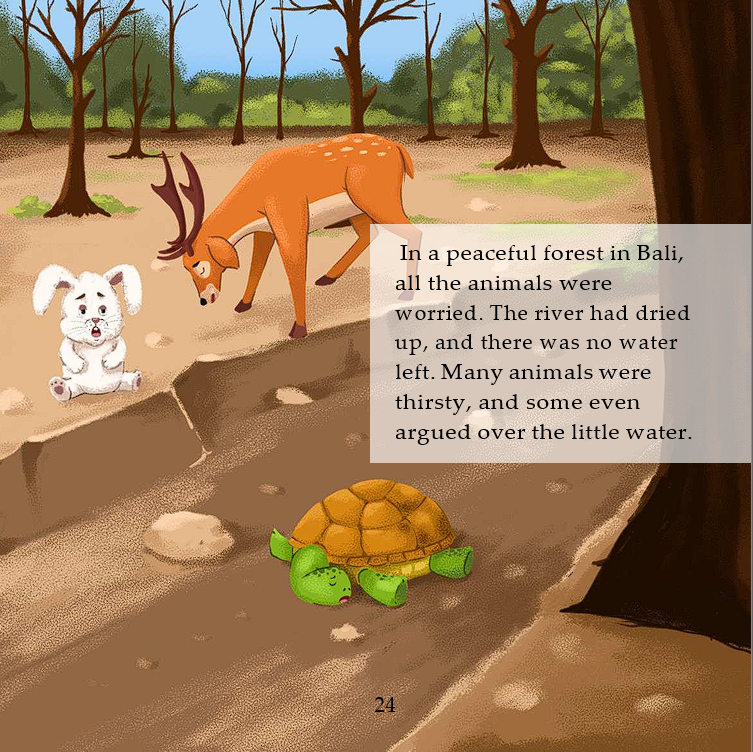 In a peaceful forest in Bali,
all the animals were
worried. The river had dried
up, and there was no water
left. Many animals were
thirsty, and some even
argued over the little water.
24